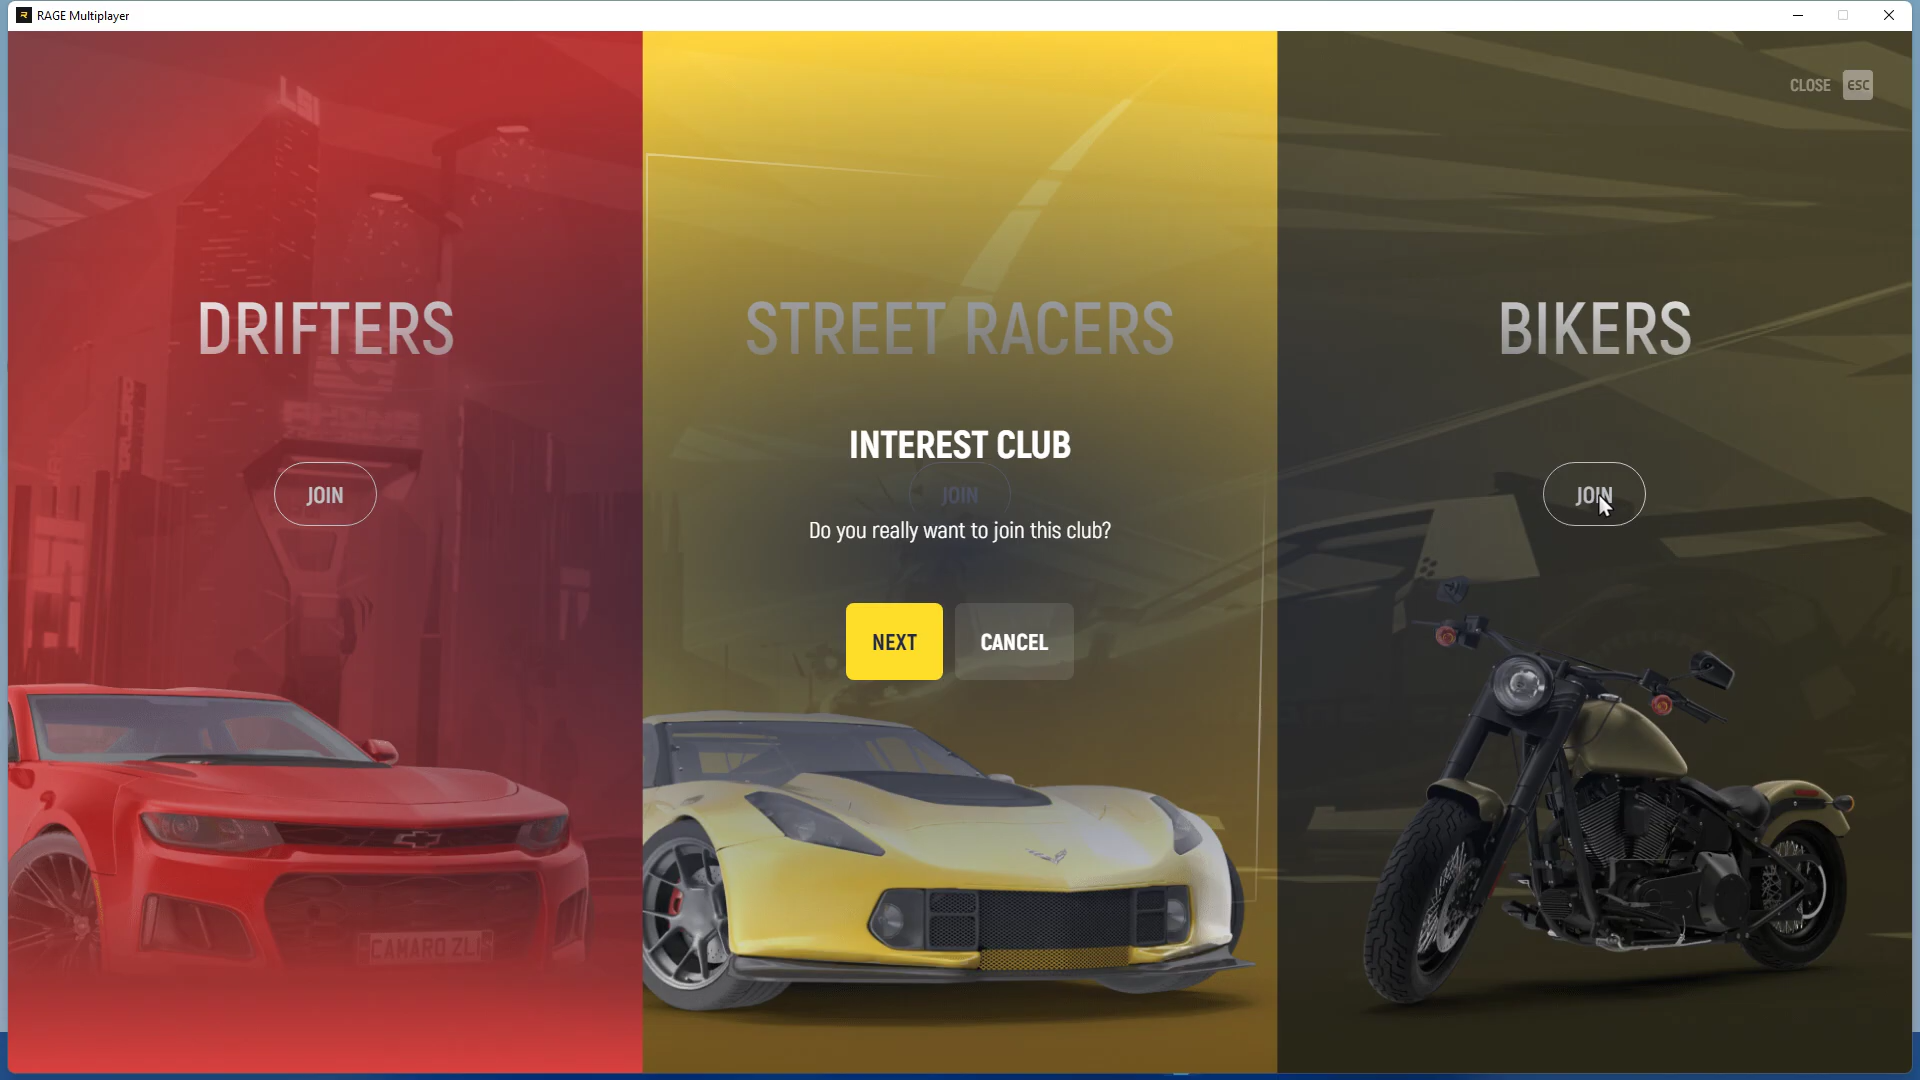 RAGE Multiplayer
CLOSE ESC
LSI
DRIFTERS
STREET RACERS
BIKERS
INTEREST CLUB
JOIN
JOIN
JOIN
Do you really want to join this club?
NEXT
CANCEL
CAMARO ZL1